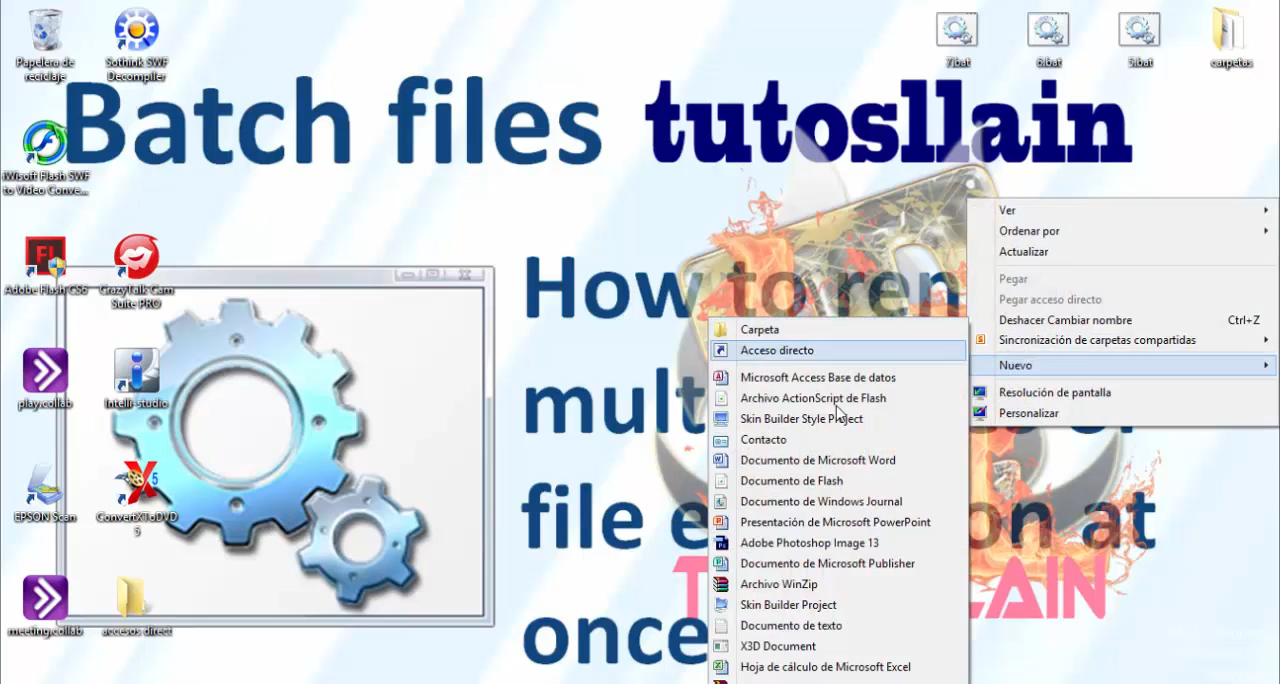 Papelera de
reciclaje
Sothink SWF
Decompiler
7.bat
6.bat
5.bat
carpetas
Batch files tutosllain
iWisoft Flash SWF
to Video Conve...
Adobe Flash CS6
CrazyTalk Cam
Suite PRO
play.collab
Intelli-studio
EPSON Scan
ConvertXToDVD
5
meeting.collab
accesos direct
How to ren
mult
file e on at
once
Ver
Ordenar por
Actualizar
Pegar
Pegar acceso directo
Deshacer Cambiar nombre Ctrl+Z
Sincronización de carpetas compartidas
Nuevo
Resolución de pantalla
Personalizar
Carpeta
Acceso directo
Microsoft Access Base de datos
Archivo ActionScript de Flash
Skin Builder Style Project
Contacto
Documento de Microsoft Word
Documento de Flash
Documento de Windows Journal
Presentación de Microsoft PowerPoint
Adobe Photoshop Image 13
Documento de Microsoft Publisher
Archivo WinZip
Skin Builder Project
Documento de texto
X3D Document
Hoja de cálculo de Microsoft Excel